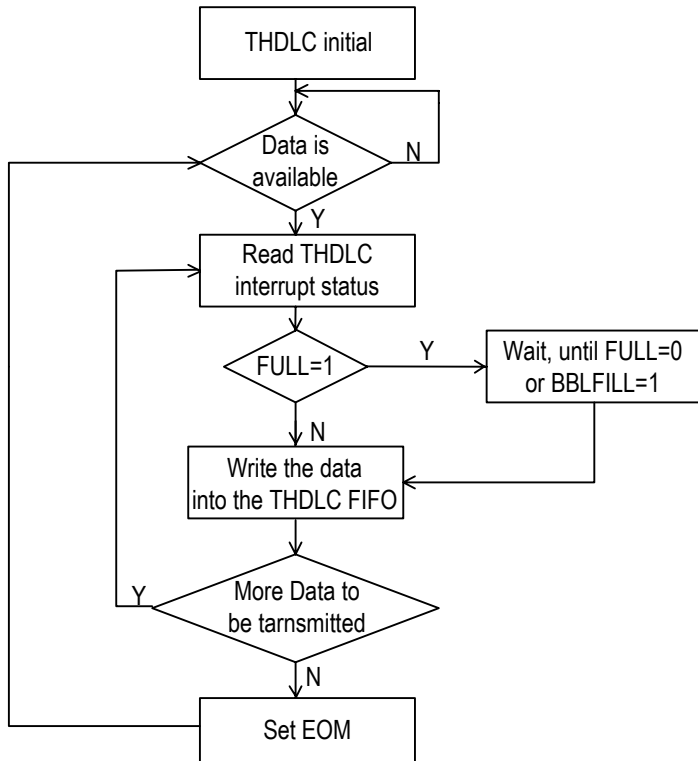 THDLC initial
Data is
available
N
Y
Read THDLC
interrupt status
FULL=1
Y
Wait, until FULL=0
or BBLFILL=1
N
Write the data
into the THDLC FIFO
More Data to
be tarnsmitted
Y
N
Set EOM